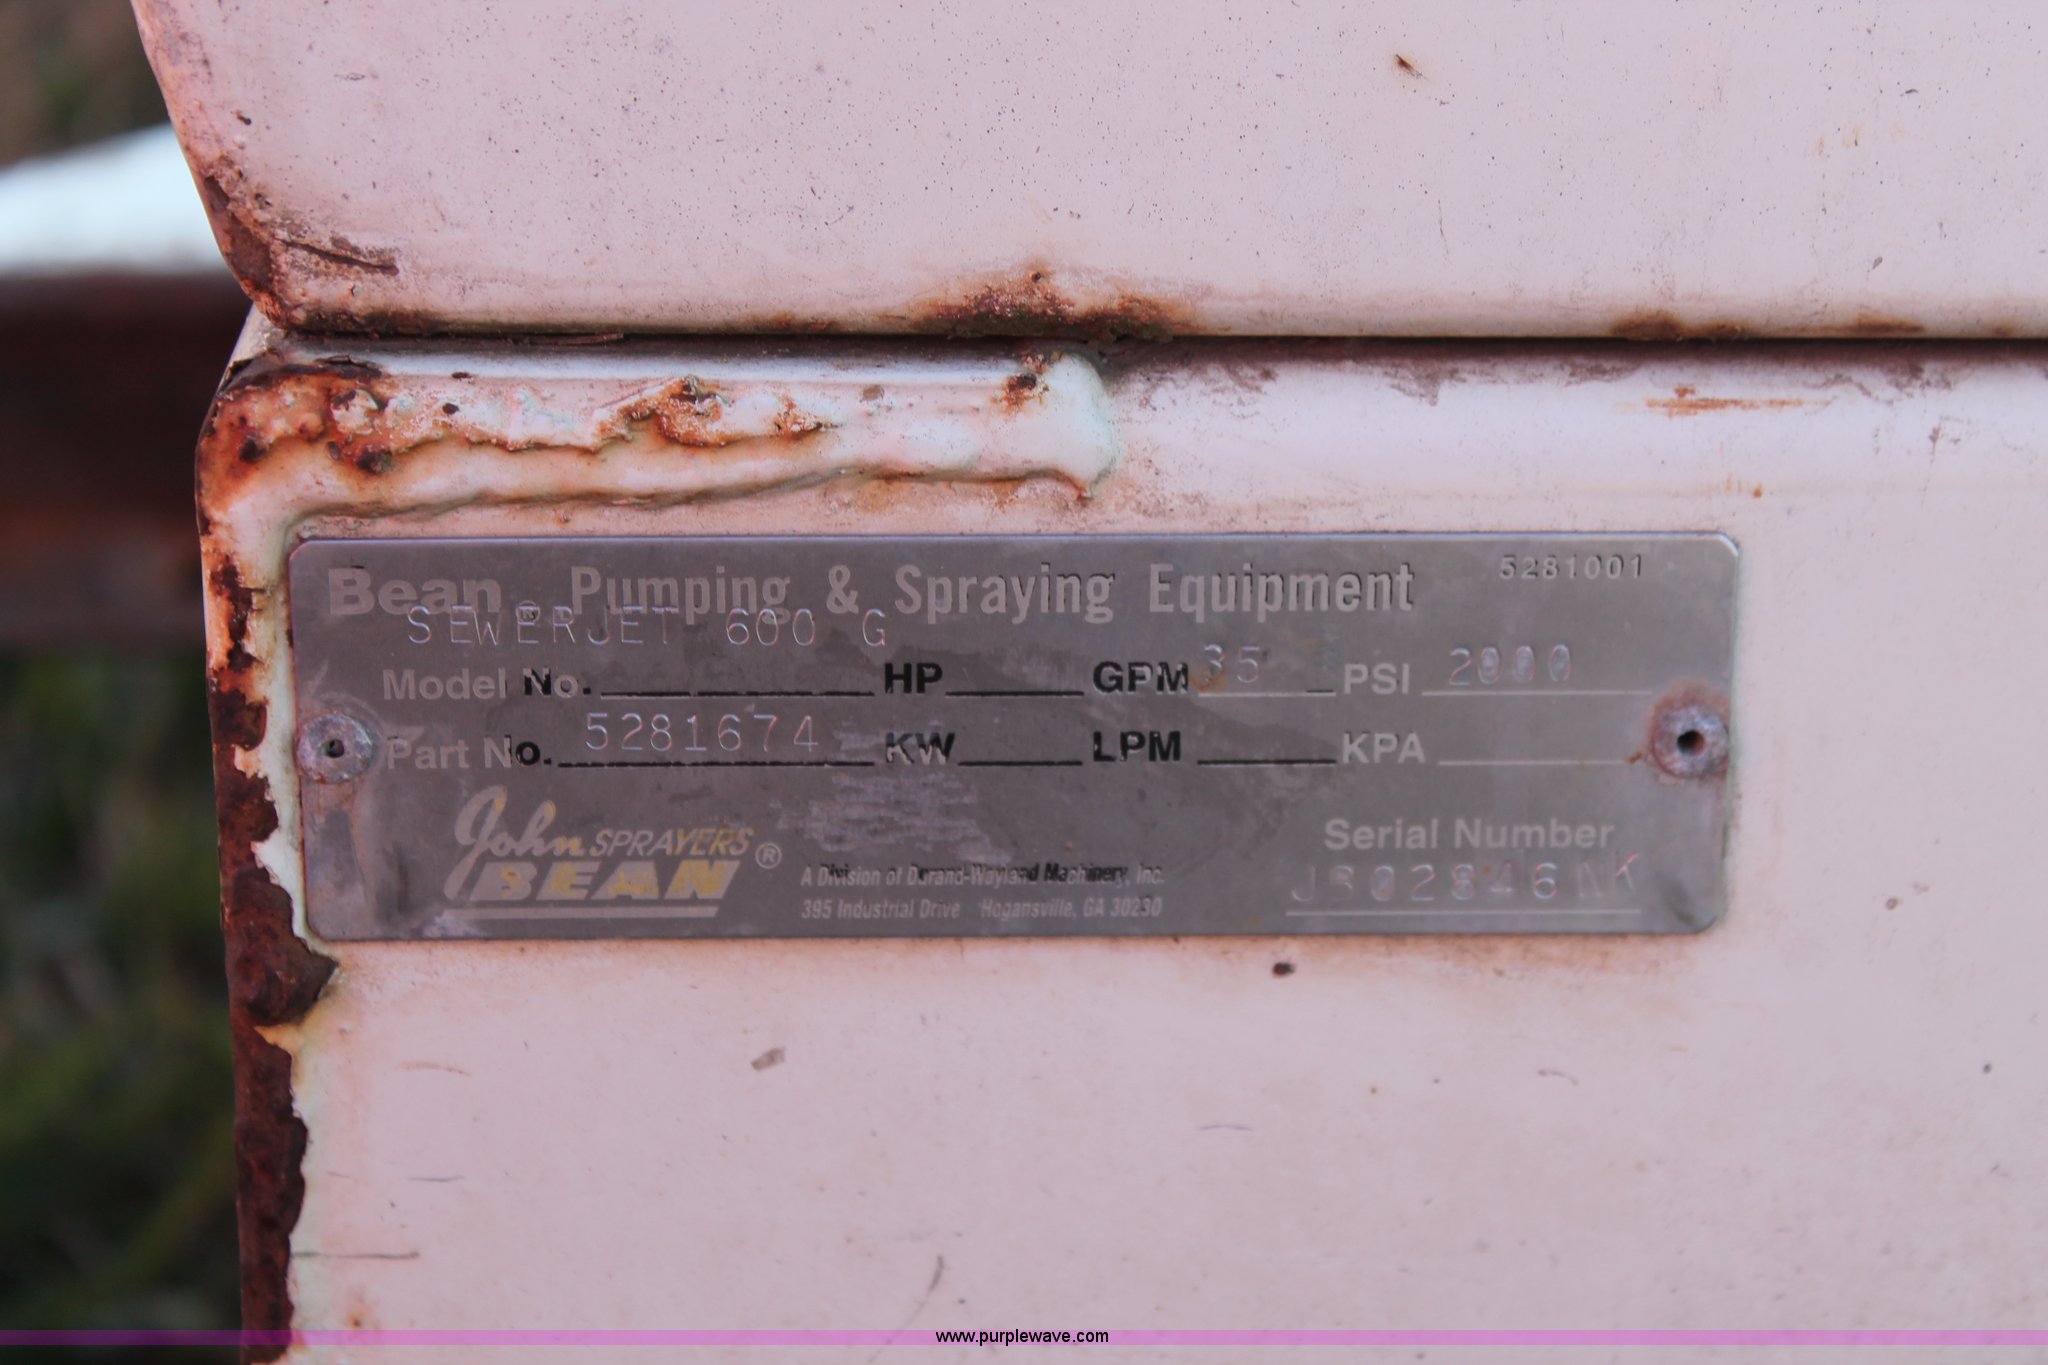 Bean® Pumping & Spraying Equipment 5281001
SEWERJET 600 G
Model No. HP GPM 35 PSI 2000
Part No. 5281674 KW LPM KPA
John SPRAYERS
BEAN ®
A Division of Durand-Wayland Machinery, Inc.
395 Industrial Drive Hogansville, GA 30230
Serial Number
www.purplewave.com